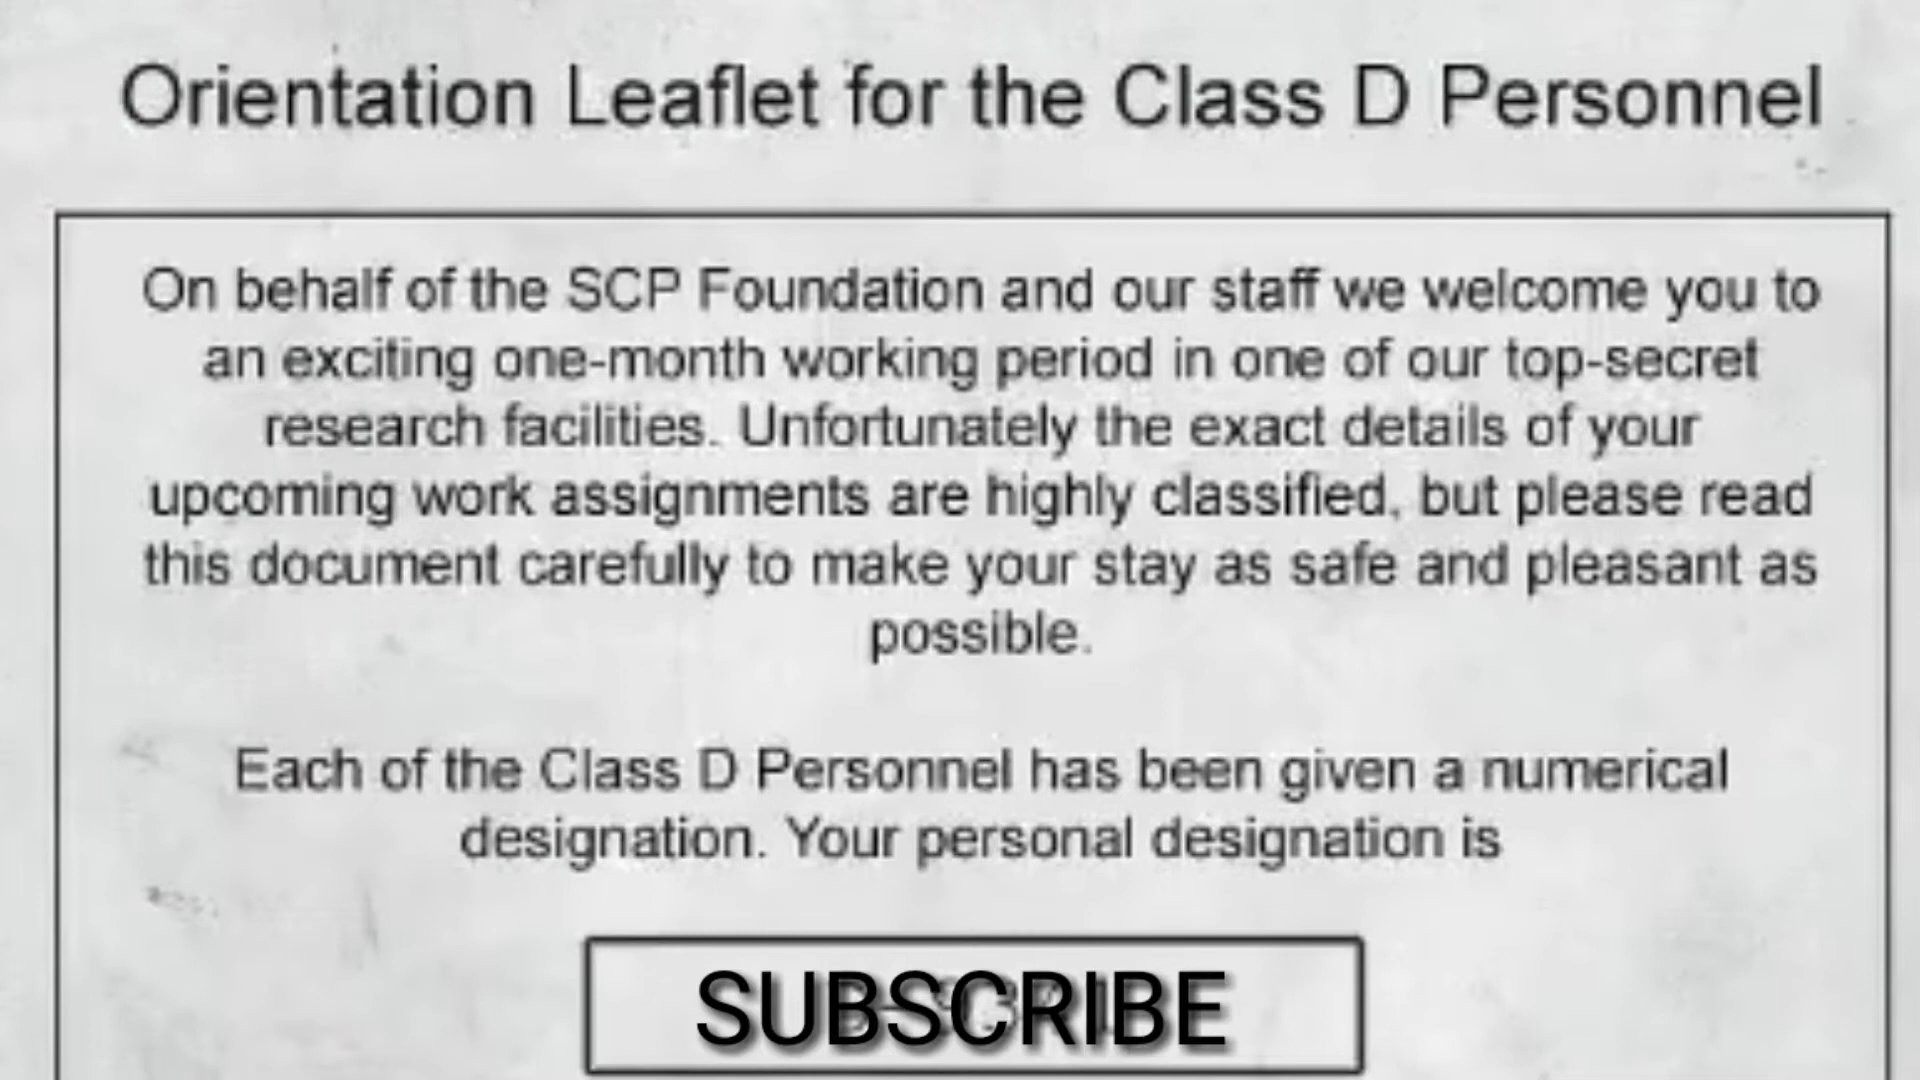 Orientation Leaflet for the Class D Personnel
On behalf of the SCP Foundation and our staff we welcome you to
an exciting one-month working period in one of our top-secret
research facilities. Unfortunately the exact details of your
upcoming work assignments are highly classified, but please read
this document carefully to make your stay as safe and pleasant as
possible.
Each of the Class D Personnel has been given a numerical
designation. Your personal designation is
SUBSCRIBE